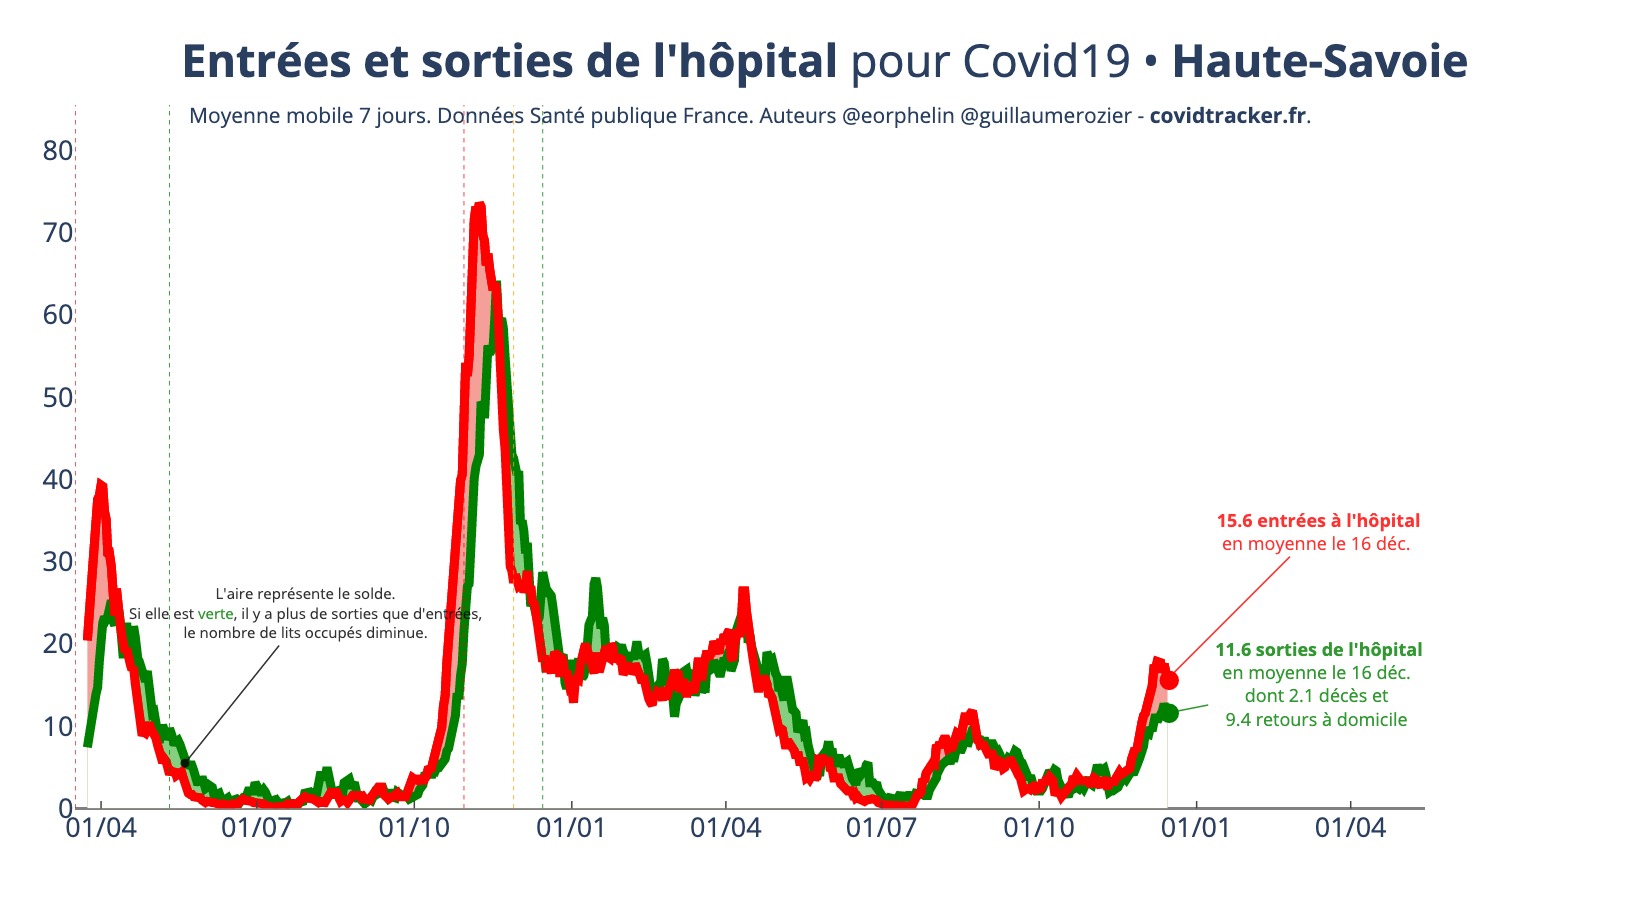 Entrées et sorties de l'hôpital pour Covid19 • Haute-Savoie
Moyenne mobile 7 jours. Données Santé publique France. Auteurs @eorphelin @guillaumerozier - covidtracker.fr.
80
70
60
50
40
30
20
10
0
15.6 entrées à l'hôpital
en moyenne le 16 déc.
L'aire représente le solde.
Si elle est verte, il y a plus de sorties que d'entrées,
le nombre de lits occupés diminue.
11.6 sorties de l'hôpital
en moyenne le 16 déc.
dont 2.1 décès et
9.4 retours à domicile
01/04 01/07 01/10 01/01 01/04 01/07 01/10 01/01 01/04